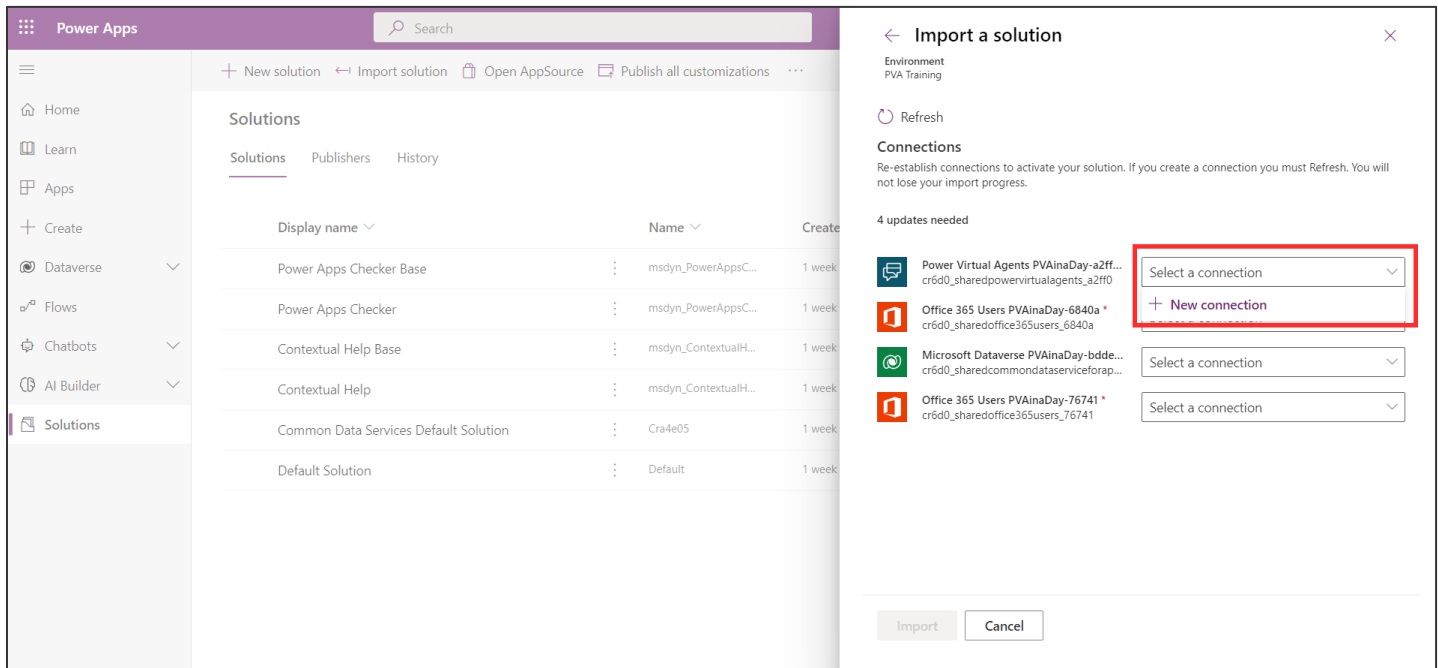 Power Apps
Search
New solution
Import solution
Open AppSource
Publish all customizations
Home
Learn
Apps
Create
Dataverse
Flows
Chatbots
AI Builder
Solutions
Solutions
Solutions Publishers History
Display name Name Create
Power Apps Checker Base msdyn_PowerAppsC... 1 week
Power Apps Checker msdyn_PowerAppsC... 1 week
Contextual Help Base msdyn_ContextualH... 1 week
Contextual Help msdyn_ContextualH... 1 week
Common Data Services Default Solution Cra4e05 1 week
Default Solution Default 1 week
Import a solution
Environment
PVA Training
Refresh
Connections
Re-establish connections to activate your solution. If you create a connection you must Refresh. You will
not lose your import progress.
4 updates needed
Power Virtual Agents PVAinaDay-a2ff...
cr6d0_sharedpowervirtualagents_a2ff0
Select a connection
New connection
Office 365 Users PVAinaDay-6840a *
cr6d0_sharedoffice365users_6840a
Microsoft Dataverse PVAinaDay-bdde...
cr6d0_sharedcommondataserviceforap...
Select a connection
Office 365 Users PVAinaDay-76741 *
cr6d0_sharedoffice365users_76741
Select a connection
Import Cancel